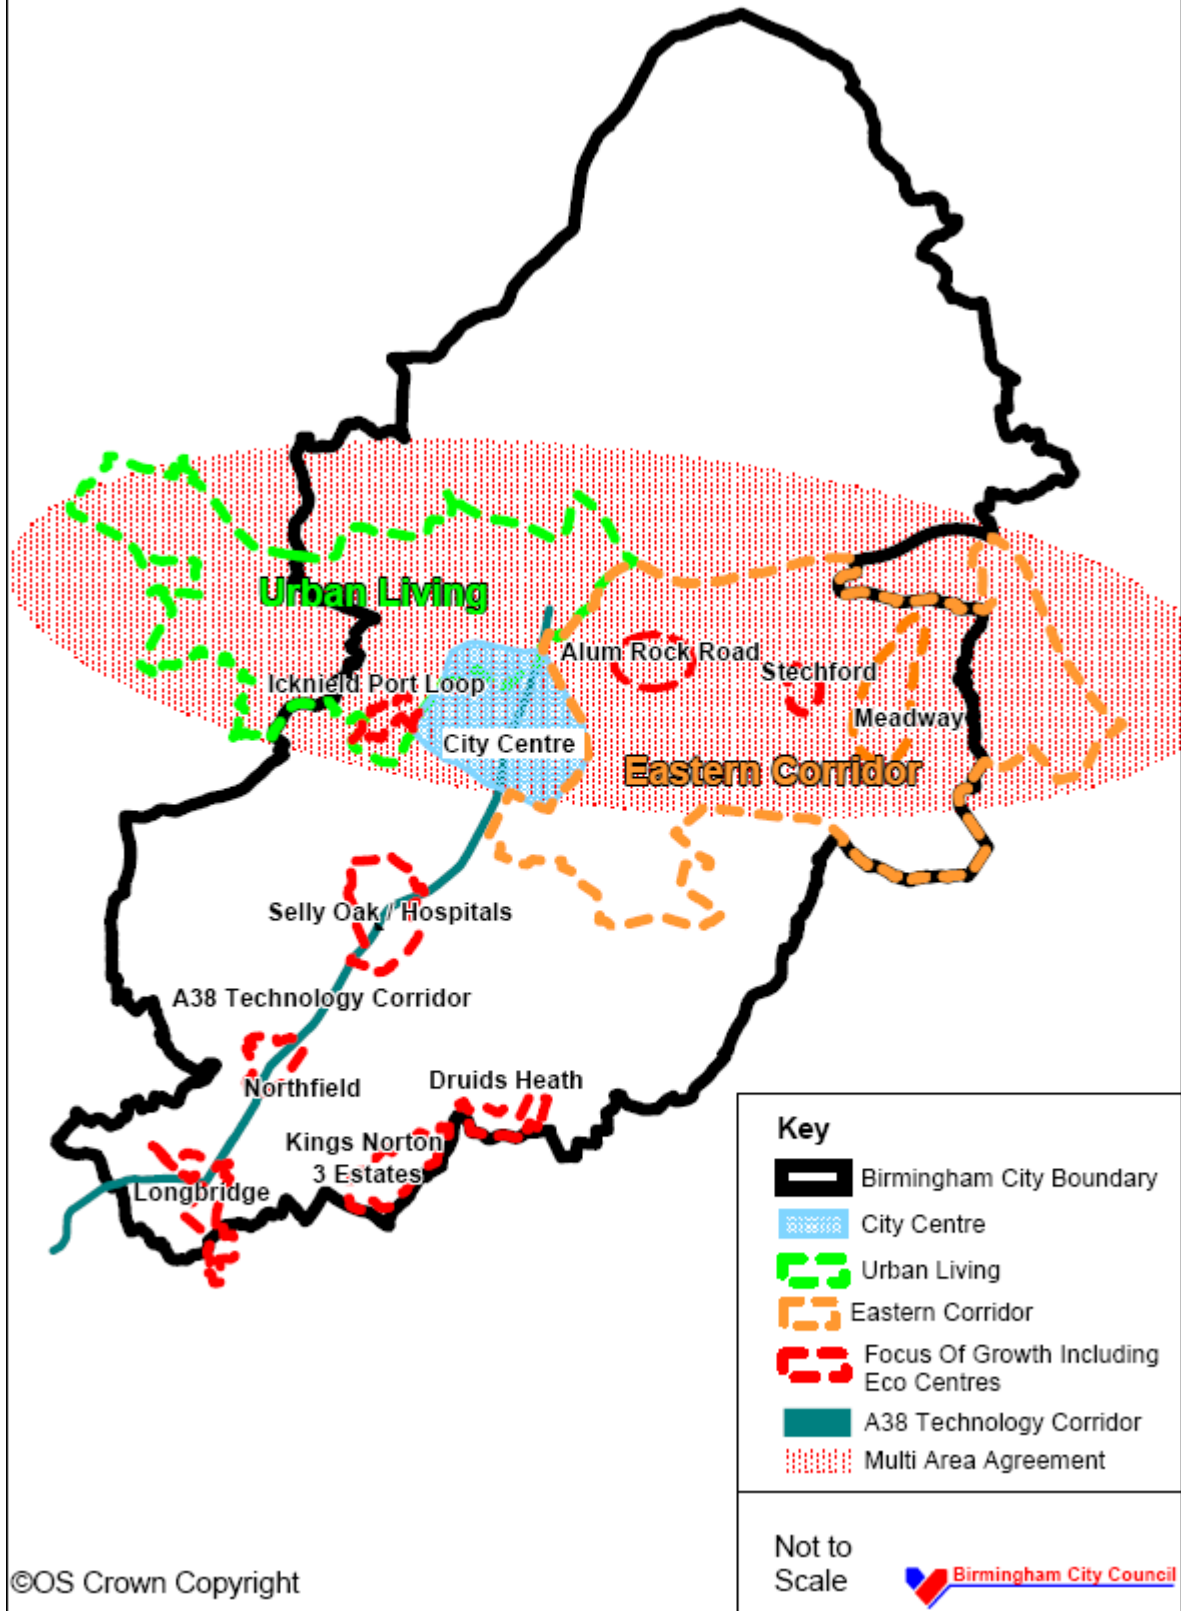 Urban Living
Alum Rock Road
Stechford
Icknield Port Loop
Meadway
City Centre
Eastern Corridor
Selly Oak / Hospitals
A38 Technology Corridor
Northfield
Druids Heath
Kings Norton
3 Estates
Longbridge
Key
Birmingham City Boundary
City Centre
Urban Living
Eastern Corridor
Focus Of Growth Including
Eco Centres
A38 Technology Corridor
Multi Area Agreement
Not to
Scale
Birmingham City Council
©OS Crown Copyright